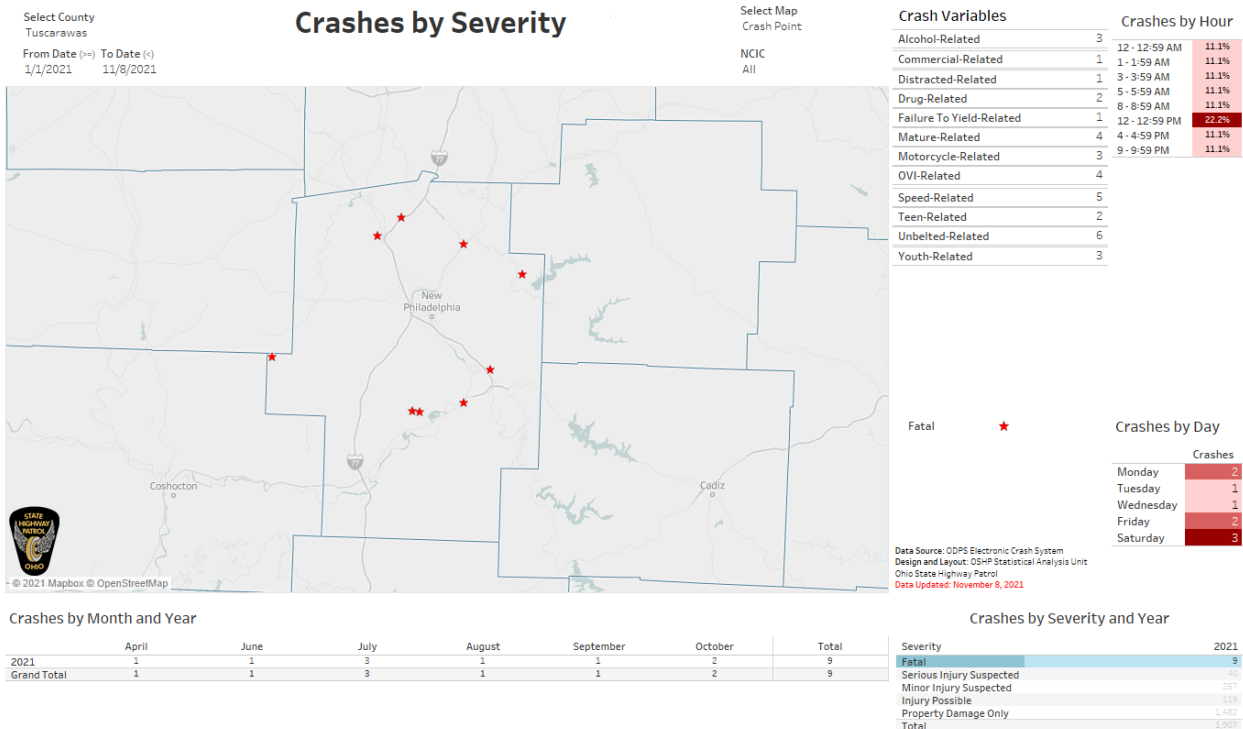 Select County
Tuscarawas
From Date (>=) To Date (<)
1/1/2021 11/8/2021
Crashes by Severity
Select Map
Crash Point
NCIC
All
Crash Variables
Alcohol-Related 3
Commercial-Related 1
Distracted-Related 1
Drug-Related 2
Failure To Yield-Related 1
Mature-Related 4
Motorcycle-Related 3
OVI-Related 4
Speed-Related 5
Teen-Related 2
Unbelted-Related 6
Youth-Related 3
Crashes by Hour
12 - 12:59 AM 11.1%
1 - 1:59 AM 11.1%
3 - 3:59 AM 11.1%
5 - 5:59 AM 11.1%
8 - 8:59 AM 11.1%
12 - 12:59 PM 22.2%
4 - 4:59 PM 11.1%
9 - 9:59 PM 11.1%
77
New
Philadelphia
77
Coshocton
Cadiz
STATE
HIGHWAY
PATROL
OHIO
© 2021 Mapbox © OpenStreetMap
Fatal
Crashes by Day
Crashes
Monday 2
Tuesday 1
Wednesday 1
Friday 2
Saturday 3
Data Source: ODPS Electronic Crash System
Design and Layout: OSHP Statistical Analysis Unit
Ohio State Highway Patrol
Data Updated: November 8, 2021
Crashes by Month and Year
April June July August September October Total
2021 1 1 3 1 1 2 9
Grand Total 1 1 3 1 1 2 9
Crashes by Severity and Year
Severity 2021
Fatal 9
Serious Injury Suspected 40
Minor Injury Suspected 257
Injury Possible 119
Property Damage Only 1,482
Total 1,907